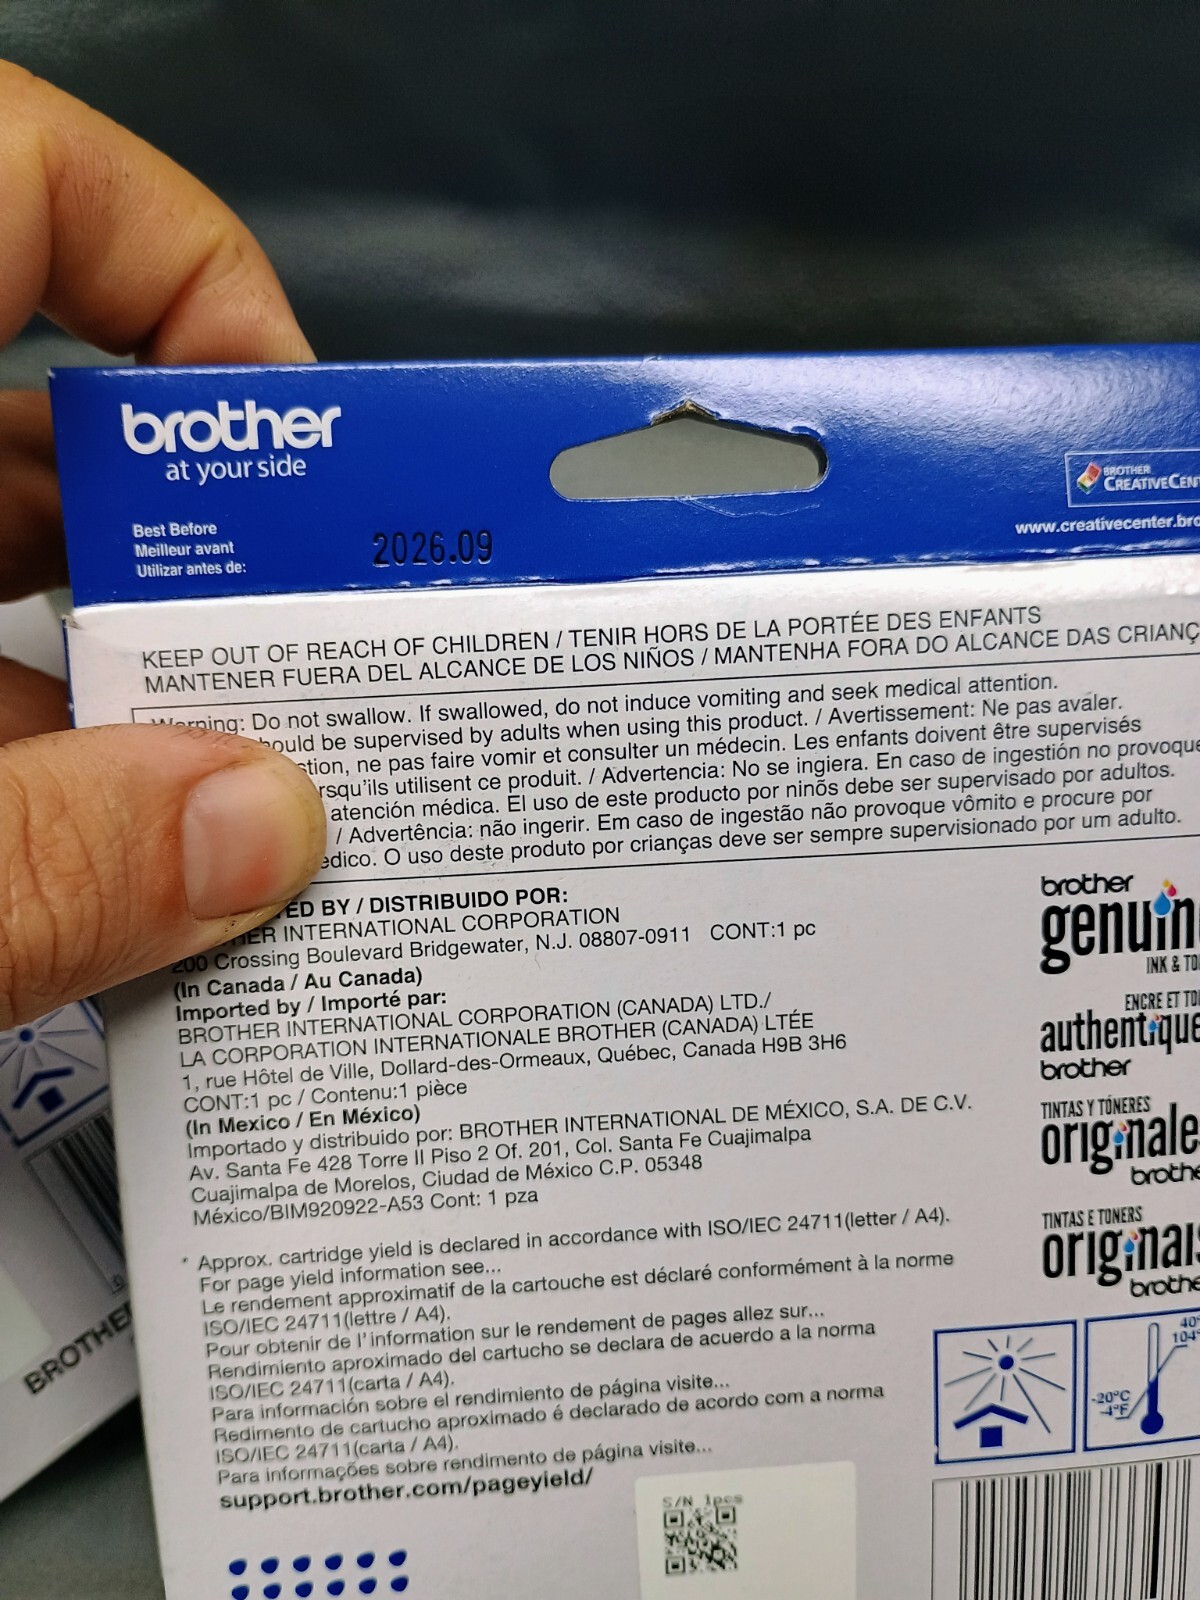 brother
at your side
BROTHER
CREATIVECEN
www.creativecenter.bro
Best Before
Meilleur avant
Utilizar antes de:
2026.09
KEEP OUT OF REACH OF CHILDREN / TENIR HORS DE LA PORTÉE DES ENFANTS
MANTENER FUERA DEL ALCANCE DE LOS NIÑOS / MANTENHA FORA DO ALCANCE DAS CRIANÇ
Warning: Do not swallow. If swallowed, do not induce vomiting and seek medical attention.
ould be supervised by adults when using this product. / Avertissement: Ne pas avaler.
stion, ne pas faire vomir et consulter un médecin. Les enfants doivent être supervisés
rsqu'ils utilisent ce produit. / Advertencia: No se ingiera. En caso de ingestión no provoque
atención médica. El uso de este producto por ninõs debe ser supervisado por adultos.
/ Advertência: não ingerir. Em caso de ingestão não provoque vômito e procure por
edico. O uso deste produto por crianças deve ser sempre supervisionado por um adulto.
ED BY / DISTRIBUIDO POR:
HER INTERNATIONAL CORPORATION
200 Crossing Boulevard Bridgewater, N.J. 08807-0911 CONT:1 pc
(In Canada / Au Canada)
Imported by / Importé par:
BROTHER INTERNATIONAL CORPORATION (CANADA) LTD./
LA CORPORATION INTERNATIONALE BROTHER (CANADA) LTÉE
1, rue Hôtel de Ville, Dollard-des-Ormeaux, Québec, Canada H9B 3H6
CONT:1 pc / Contenu:1 pièce
(In Mexico / En México)
Importado y distribuido por: BROTHER INTERNATIONAL DE MÉXICO, S.A. DE C.V.
Av. Santa Fe 428 Torre II Piso 2 Of. 201, Col. Santa Fe Cuajimalpa
Cuajimalpa de Morelos, Ciudad de México C.P. 05348
México/BIM920922-A53 Cont: 1 pza
* Approx. cartridge yield is declared in accordance with ISO/IEC 24711(letter / A4).
For page yield information see...
Le rendement approximatif de la cartouche est déclaré conformément à la norme
ISO/IEC 24711(lettre / A4).
Pour obtenir de l'information sur le rendement de pages allez sur...
Rendimiento aproximado del cartucho se declara de acuerdo a la norma
ISO/IEC 24711(carta / A4).
Para información sobre el rendimiento de página visite...
Redimento de cartucho aproximado é declarado de acordo com a norma
ISO/IEC 24711(carta / A4).
Para informações sobre rendimento de página visite...
support.brother.com/pageyield/
brother
genuin
INK & TO
ENCRE ET TO
authentique
brother
TINTAS Y TÓNERES
originale
brothe
TINTAS E TONERS
originais
brothe
40°
104°
-20°C
-4°F
S/N 1pcs
BROTHE